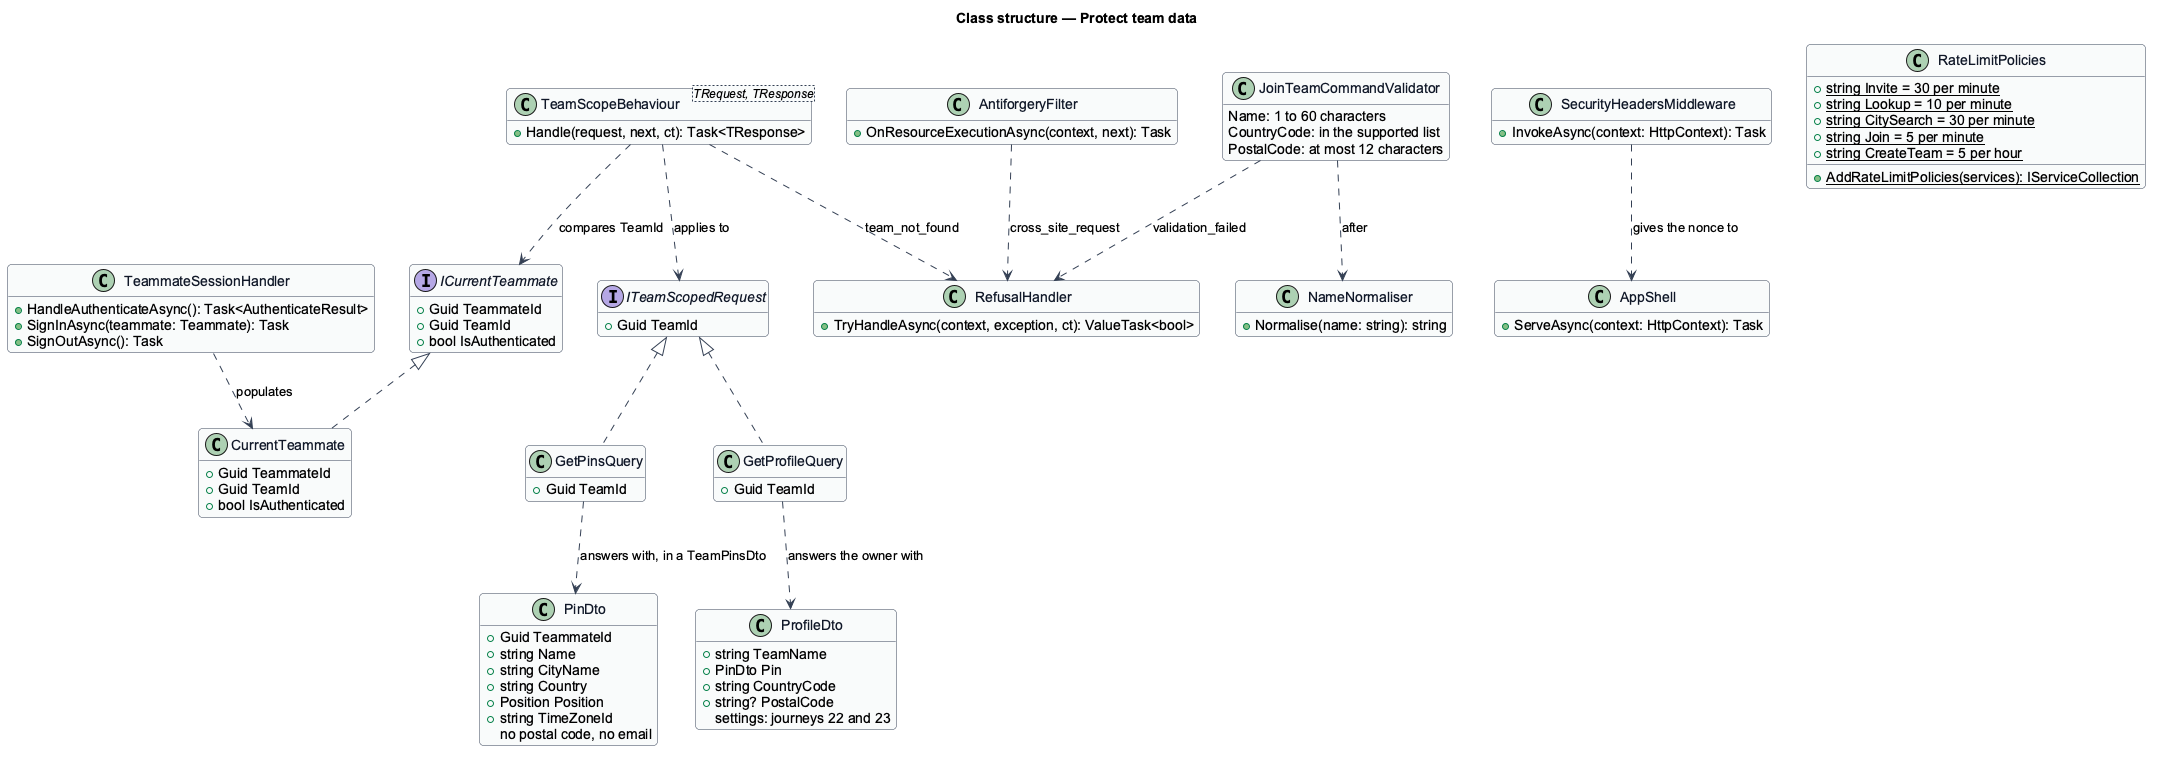 Class structure — Protect team data
C TeamScopeBehaviour
TRequest, TResponse
Handle(request, next, ct): Task<TResponse>
C AntiforgeryFilter
OnResourceExecutionAsync(context, next): Task
C JoinTeamCommandValidator
Name: 1 to 60 characters
CountryCode: in the supported list
PostalCode: at most 12 characters
C SecurityHeadersMiddleware
InvokeAsync(context: HttpContext): Task
C RateLimitPolicies
string Invite = 30 per minute
string Lookup = 10 per minute
string CitySearch = 30 per minute
string Join = 5 per minute
string CreateTeam = 5 per hour
AddRateLimitPolicies(services): IServiceCollection
compares TeamId
applies to
team_not_found
cross_site_request
validation_failed
after
gives the nonce to
C TeammateSessionHandler
HandleAuthenticateAsync(): Task<AuthenticateResult>
SignInAsync(teammate: Teammate): Task
SignOutAsync(): Task
I ICurrentTeammate
Guid TeammateId
Guid TeamId
bool IsAuthenticated
I ITeamScopedRequest
Guid TeamId
C RefusalHandler
TryHandleAsync(context, exception, ct): ValueTask<bool>
C NameNormaliser
Normalise(name: string): string
C AppShell
ServeAsync(context: HttpContext): Task
populates
C CurrentTeammate
Guid TeammateId
Guid TeamId
bool IsAuthenticated
C GetPinsQuery
Guid TeamId
C GetProfileQuery
Guid TeamId
answers with, in a TeamPinsDto
answers the owner with
C PinDto
Guid TeammateId
string Name
string CityName
string Country
Position Position
string TimeZoneId
no postal code, no email
C ProfileDto
string TeamName
PinDto Pin
string CountryCode
string? PostalCode
settings: journeys 22 and 23